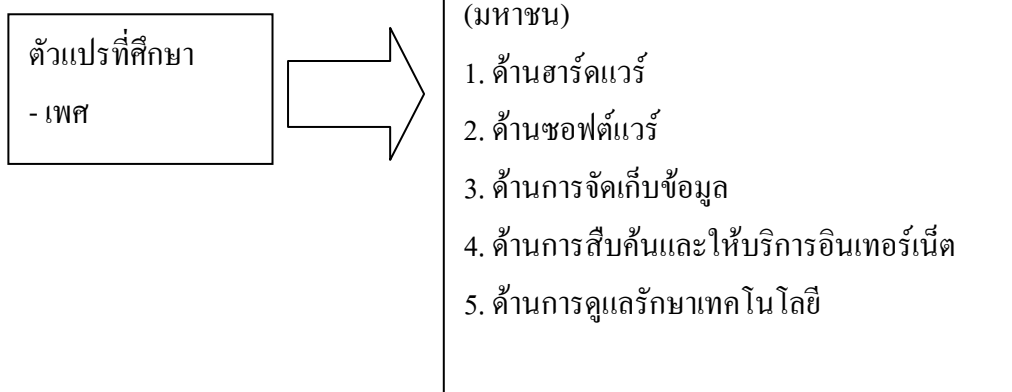 (มหาชน)
ตัวแปรที่ศึกษา
- เพศ
1. ด้านฮาร์ดแวร์
2. ด้านซอฟต์แวร์
3. ด้านการจัดเก็บข้อมูล
4. ด้านการสืบค้นและให้บริการอินเทอร์เน็ต
5. ด้านการดูแลรักษาเทคโนโลยี